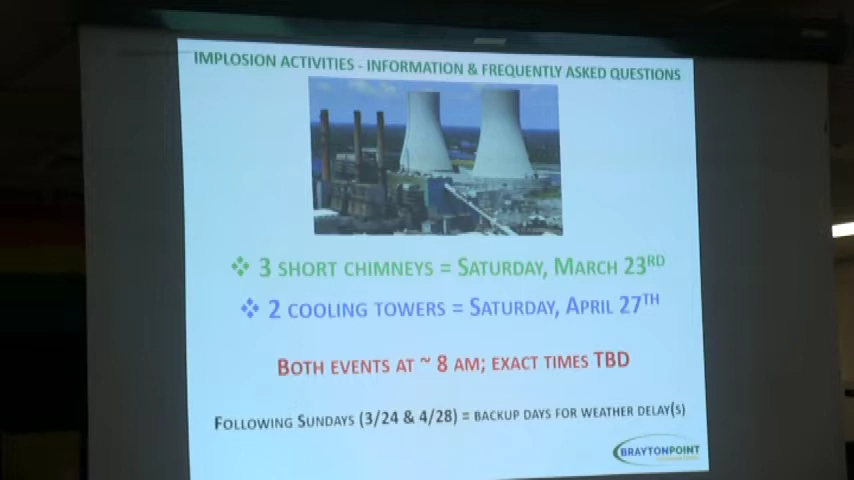 IMPLOSION ACTIVITIES - INFORMATION & FREQUENTLY ASKED QUESTIONS
❖ 3 SHORT CHIMNEYS = SATURDAY, MARCH 23RD
❖ 2 COOLING TOWERS = SATURDAY, APRIL 27TH
BOTH EVENTS AT ~ 8 AM; EXACT TIMES TBD
FOLLOWING SUNDAYS (3/24 & 4/28) = BACKUP DAYS FOR WEATHER DELAY(S)
BRAYTONPOINT